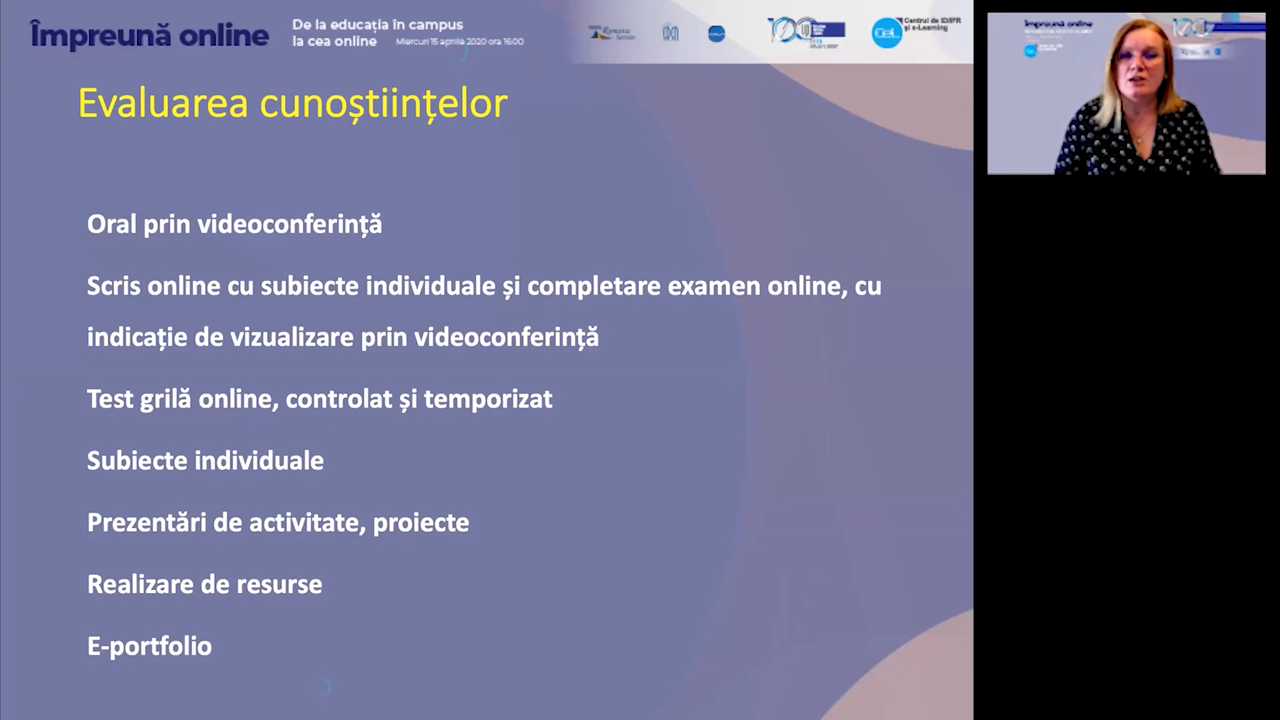 Împreună online
De la educația în campus
la cea online
Miercuri 15 aprilie 2020 ora 16:00
Centrul de ID/IFR
și e-Learning
Evaluarea cunoștiințelor
Oral prin videoconferință
Scris online cu subiecte individuale și completare examen online, cu
indicație de vizualizare prin videoconferință
Test grilă online, controlat și temporizat
Subiecte individuale
Prezentări de activitate, proiecte
Realizare de resurse
E-portfolio
Împreună online